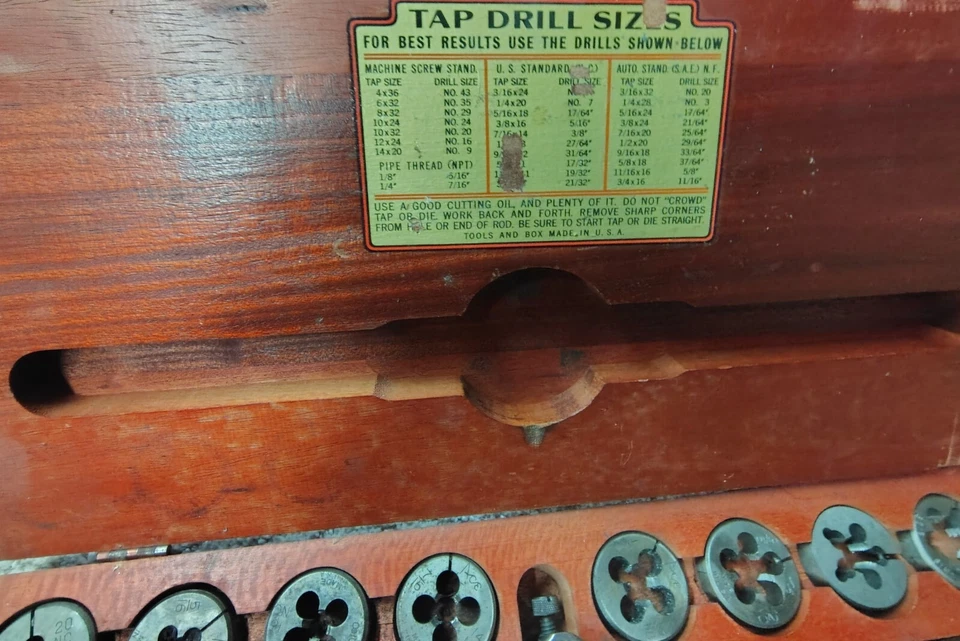 TAP DRILL SIZES
FOR BEST RESULTS USE THE DRILLS SHOWN BELOW
MACHINE SCREW STAND.
TAP SIZE DRILL SIZE
4x36 NO. 43
6x32 NO. 35
8x32 NO. 29
10x24 NO. 24
10x32 NO. 20
12x24 NO. 16
14x20 NO. 9
PIPE THREAD (NPT)
1/8" 5/16"
1/4" 7/16"
U. S. STANDARD
TAP SIZE DRILL SIZE
3/16x24
1/4x20 NO. 7
5/16x18 17/64"
3/8x16 5/16"
7/16x14 3/8"
27/64"
31/64"
17/32"
19/32"
21/32"
AUTO. STAND. (S.A.E.) N.F.
TAP SIZE DRILL SIZE
3/16x32 NO. 20
1/4x28 NO. 3
5/16x24 17/64"
3/8x24 21/64"
7/16x20 25/64"
1/2x20 29/64"
9/16x18 33/64"
5/8x18 37/64"
11/16x16 5/8"
3/4x16 11/16"
USE A GOOD CUTTING OIL, AND PLENTY OF IT. DO NOT "CROWD"
TAP OR DIE. WORK BACK AND FORTH. REMOVE SHARP CORNERS
FROM HOLE OR END OF ROD. BE SURE TO START TAP OR DIE STRAIGHT.
TOOLS AND BOX MADE IN U. S. A.
ACE
20